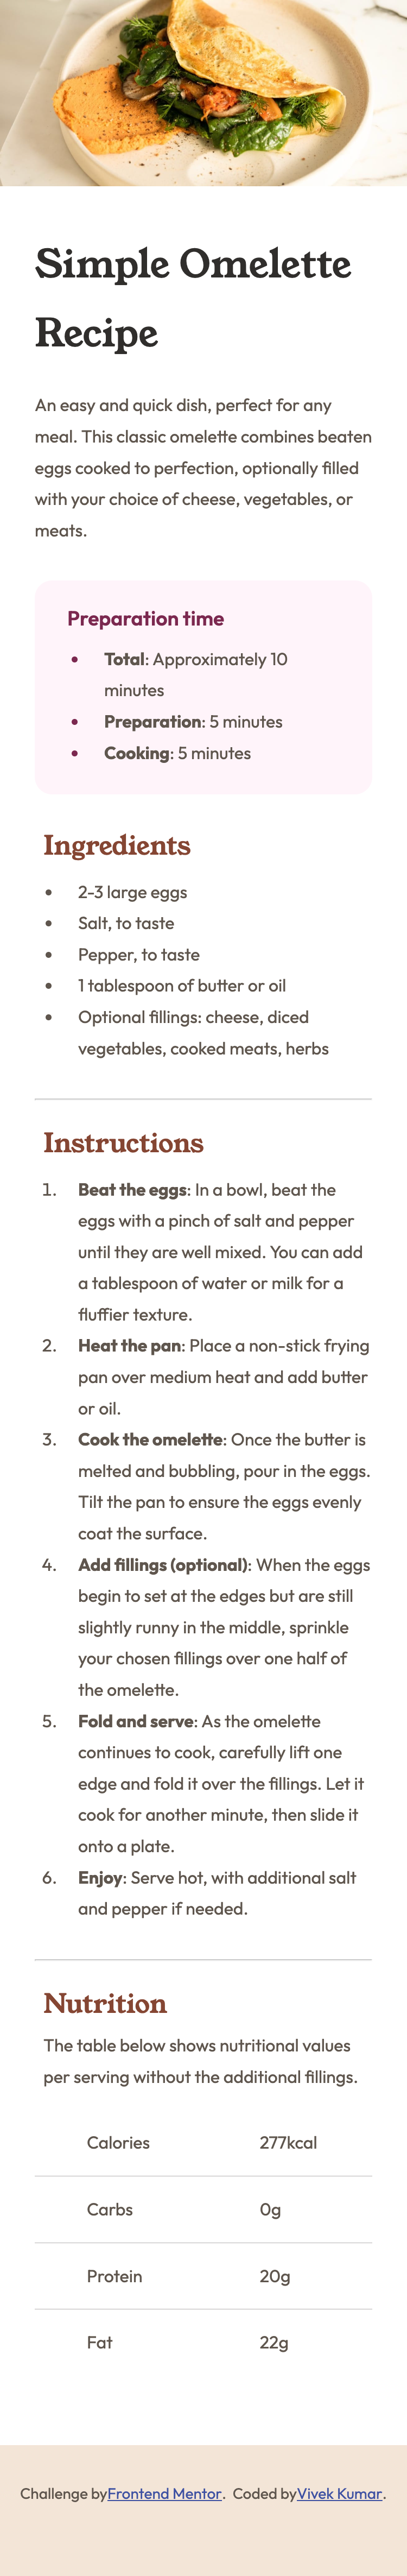 Simple Omelette
Recipe
An easy and quick dish, perfect for any
meal. This classic omelette combines beaten
eggs cooked to perfection, optionally filled
with your choice of cheese, vegetables, or
meats.
Preparation time
• Total: Approximately 10
minutes
• Preparation: 5 minutes
• Cooking: 5 minutes
Ingredients
• 2-3 large eggs
• Salt, to taste
• Pepper, to taste
• 1 tablespoon of butter or oil
• Optional fillings: cheese, diced
vegetables, cooked meats, herbs
Instructions
1. Beat the eggs: In a bowl, beat the
eggs with a pinch of salt and pepper
until they are well mixed. You can add
a tablespoon of water or milk for a
fluffier texture.
2. Heat the pan: Place a non-stick frying
pan over medium heat and add butter
or oil.
3. Cook the omelette: Once the butter is
melted and bubbling, pour in the eggs.
Tilt the pan to ensure the eggs evenly
coat the surface.
4. Add fillings (optional): When the eggs
begin to set at the edges but are still
slightly runny in the middle, sprinkle
your chosen fillings over one half of
the omelette.
5. Fold and serve: As the omelette
continues to cook, carefully lift one
edge and fold it over the fillings. Let it
cook for another minute, then slide it
onto a plate.
6. Enjoy: Serve hot, with additional salt
and pepper if needed.
Nutrition
The table below shows nutritional values
per serving without the additional fillings.
Calories 277kcal
Carbs 0g
Protein 20g
Fat 22g
Challenge byFrontend Mentor. Coded byVivek Kumar.